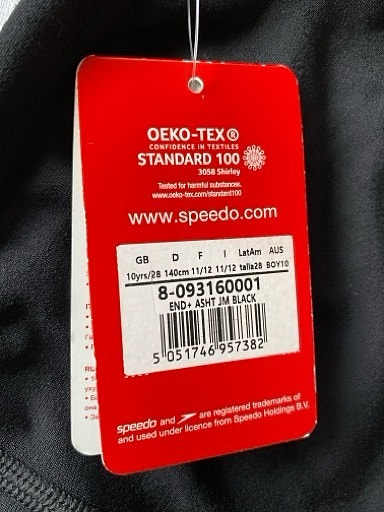 OEKO-TEX®
CONFIDENCE IN TEXTILES
STANDARD 100
3058 Shirley
Tested for harmful substances.
www.oeko-tex.com/standard100
www.speedo.com
GB D F I LatAm AUS
10yrs/28 140cm 11/12 11/12 talla28 BOY10
8-093160001
END+ ASHT JM BLACK
5 051746 957382
speedo and are registered trademarks of
and used under licence from Speedo Holdings B.V.